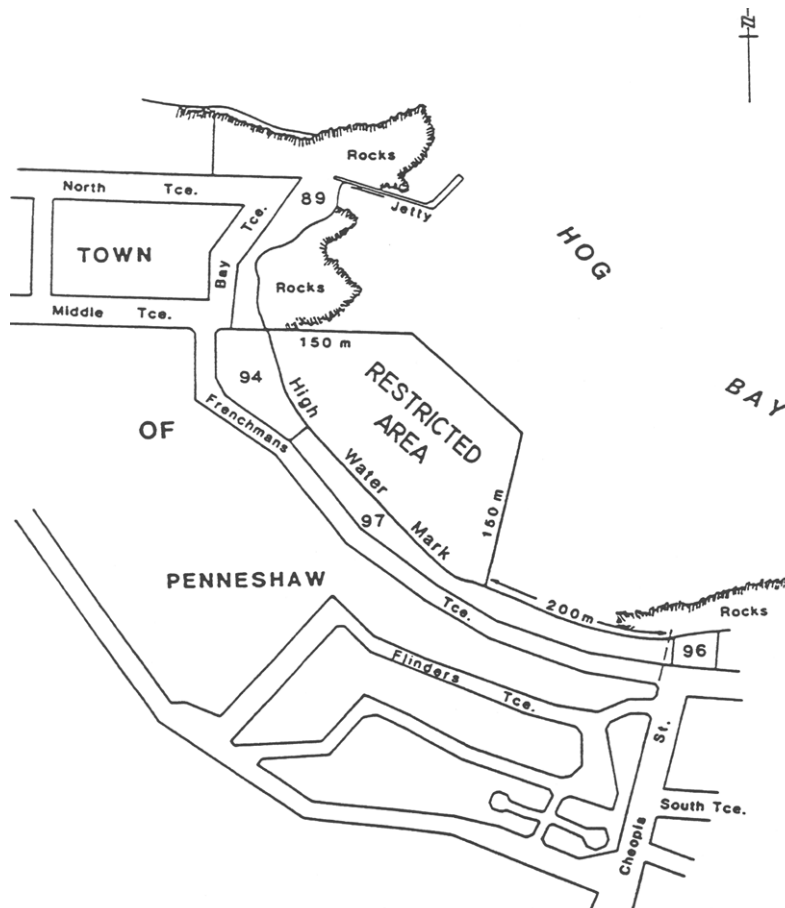 N
Rocks
North Tce.
89
Jetty
HOG
Tce.
TOWN
Bay
Rocks
Middle Tce.
150 m
94
High
RESTRICTED
AREA
BAY
Frenchmans
OF
Water
150 m
97
Mark
PENNESHAW
200m
Rocks
Tce.
96
Flinders
Tce.
St.
South Tce.
Cheopis